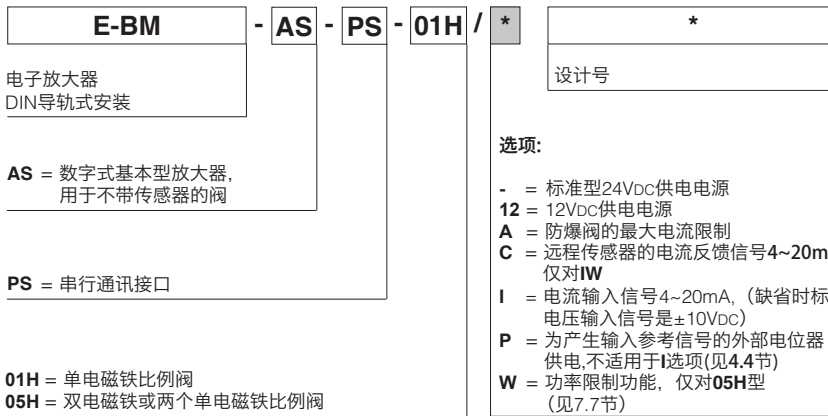 E-BM - AS - PS - 01H / * *
电子放大器
DIN导轨式安装
设计号
AS = 数字式基本型放大器,
用于不带传感器的阀
PS = 串行通讯接口
01H = 单电磁铁比例阀
05H = 双电磁铁或两个单电磁铁比例阀
选项:
- = 标准型24VDC供电电源
12 = 12VDC供电电源
A = 防爆阀的最大电流限制
C = 远程传感器的电流反馈信号4~20m
仅对IW
I = 电流输入信号4~20mA,(缺省时标
电压输入信号是±10VDC)
P = 为产生输入参考信号的外部电位器
供电,不适用于I选项(见4.4节)
W = 功率限制功能, 仅对05H型
(见7.7节)